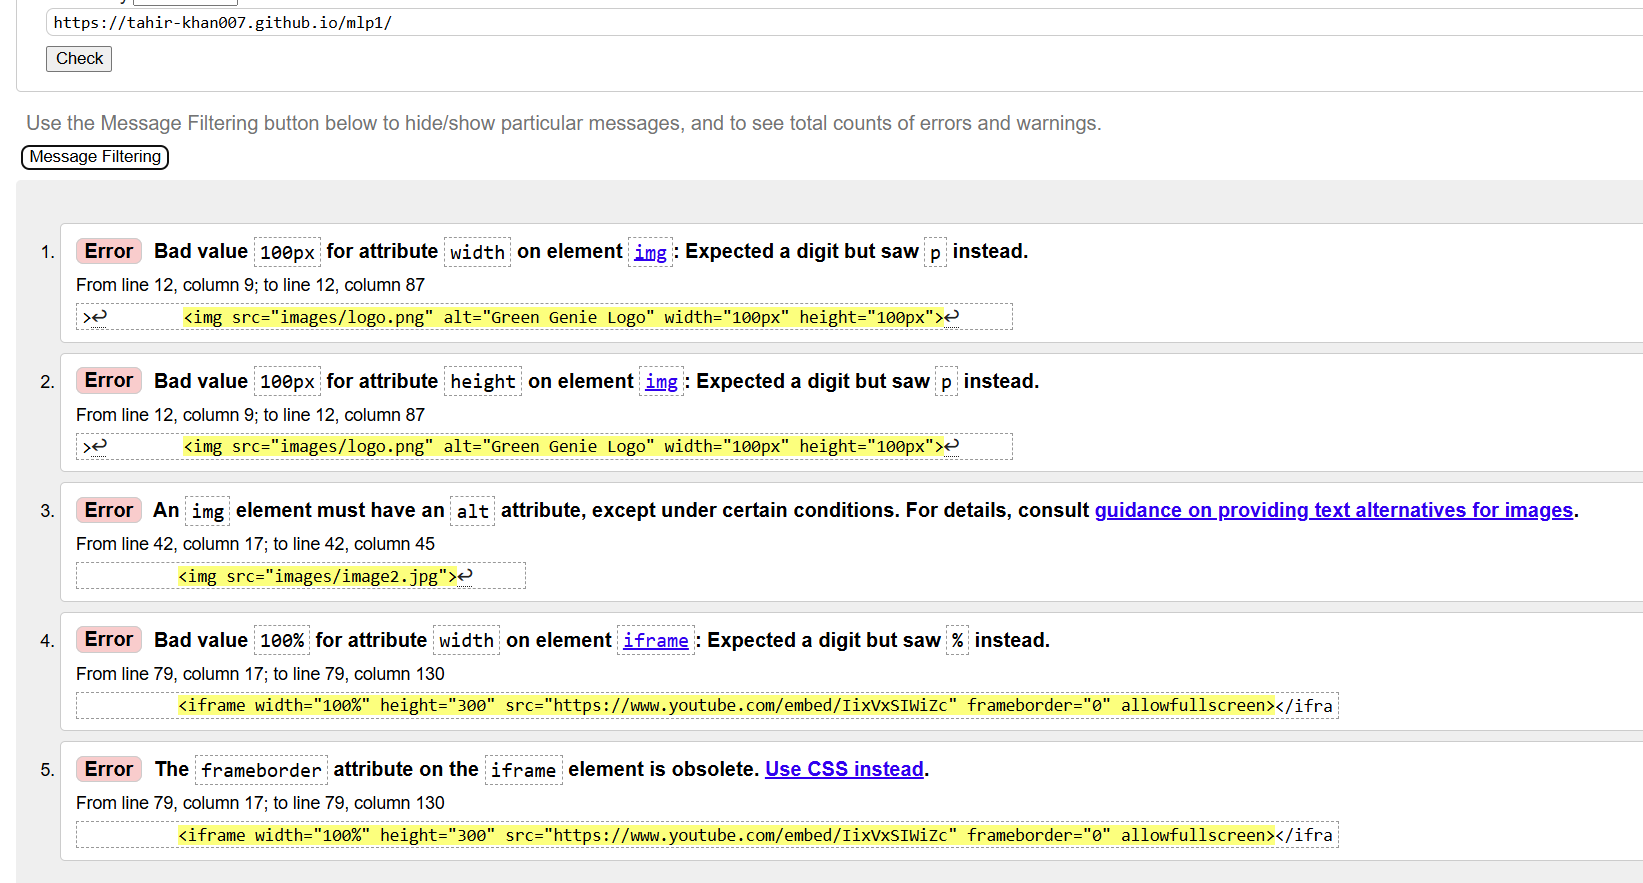 https://tahir-khan007.github.io/mlp1/
Check
Use the Message Filtering button below to hide/show particular messages, and to see total counts of errors and warnings.
Message Filtering
1. Error Bad value 100px for attribute width on element img: Expected a digit but saw p instead.
From line 12, column 9; to line 12, column 87
>↩ <img src="images/logo.png" alt="Green Genie Logo" width="100px" height="100px">↩
2. Error Bad value 100px for attribute height on element img: Expected a digit but saw p instead.
From line 12, column 9; to line 12, column 87
>↩ <img src="images/logo.png" alt="Green Genie Logo" width="100px" height="100px">↩
3. Error An img element must have an alt attribute, except under certain conditions. For details, consult guidance on providing text alternatives for images.
From line 42, column 17; to line 42, column 45
<img src="images/image2.jpg">↩
4. Error Bad value 100% for attribute width on element iframe: Expected a digit but saw % instead.
From line 79, column 17; to line 79, column 130
<iframe width="100%" height="300" src="https://www.youtube.com/embed/IixVxSIWiZc" frameborder="0" allowfullscreen></ifra
5. Error The frameborder attribute on the iframe element is obsolete. Use CSS instead.
From line 79, column 17; to line 79, column 130
<iframe width="100%" height="300" src="https://www.youtube.com/embed/IixVxSIWiZc" frameborder="0" allowfullscreen></ifra